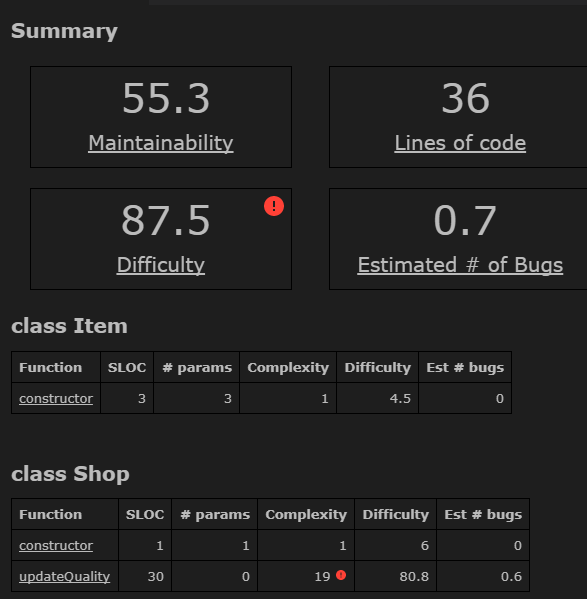 Summary
55.3 36
Maintainability Lines of code
87.5 0.7
Difficulty Estimated # of Bugs
class Item
Function SLOC # params Complexity Difficulty Est # bugs
constructor 3 3 1 4.5 0
class Shop
Function SLOC # params Complexity Difficulty Est # bugs
constructor 1 1 1 6 0
updateQuality 30 0 19 80.8 0.6